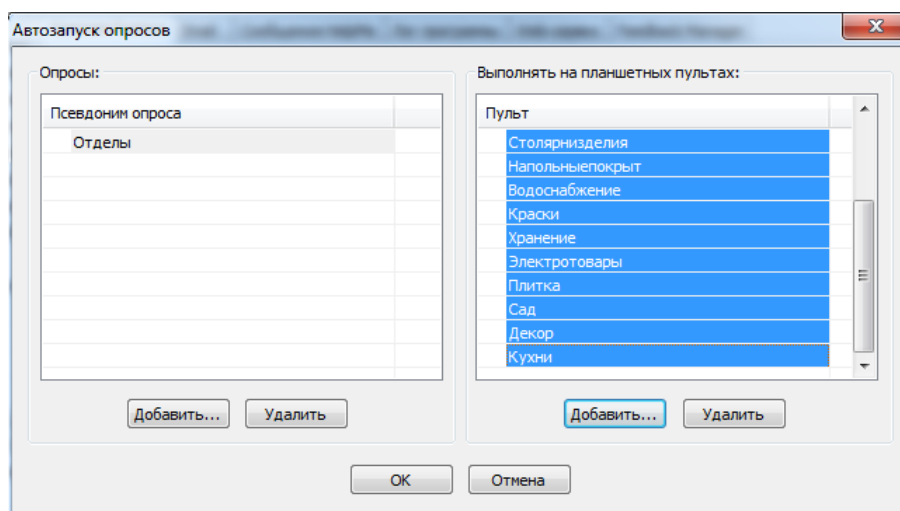 Автозапуск опросов
Опросы:
Псевдоним опроса
Отделы
Добавить...
Удалить
Выполнять на планшетных пультах:
Пульт
Столярнизделия
Напольныепокрыт
Водоснабжение
Краски
Хранение
Электротовары
Плитка
Сад
Декор
Кухни
Добавить...
Удалить
OK
Отмена